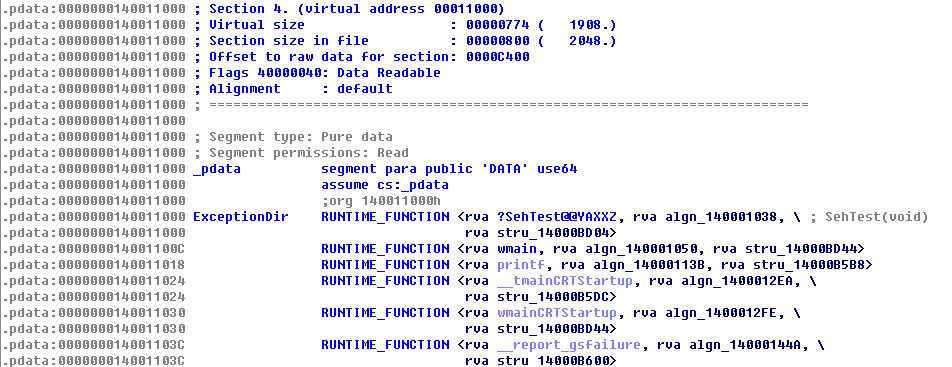 .pdata:0000000140011000 ; Section 4. (virtual address 00011000)
.pdata:0000000140011000 ; Virtual size                  : 00000774 (   1908.)
.pdata:0000000140011000 ; Section size in file          : 00000800 (   2048.)
.pdata:0000000140011000 ; Offset to raw data for section: 0000C400
.pdata:0000000140011000 ; Flags 40000040: Data Readable
.pdata:0000000140011000 ; Alignment     : default
.pdata:0000000140011000 ; ===========================================================================
.pdata:0000000140011000
.pdata:0000000140011000 ; Segment type: Pure data
.pdata:0000000140011000 ; Segment permissions: Read
.pdata:0000000140011000 _pdata          segment para public 'DATA' use64
.pdata:0000000140011000                 assume cs:_pdata
.pdata:0000000140011000                 ;org 140011000h
.pdata:0000000140011000 ExceptionDir    RUNTIME_FUNCTION <rva ?SehTest@@YAXXZ, rva algn_140001038, \ ; SehTest(void)
.pdata:0000000140011000                                   rva stru_14000BD04>
.pdata:000000014001100C                 RUNTIME_FUNCTION <rva wmain, rva algn_140001050, rva stru_14000BD44>
.pdata:0000000140011018                 RUNTIME_FUNCTION <rva printf, rva algn_14000113B, rva stru_14000B5B8>
.pdata:0000000140011024                 RUNTIME_FUNCTION <rva __tmainCRTStartup, rva algn_1400012EA, \
.pdata:0000000140011024                                   rva stru_14000B5DC>
.pdata:0000000140011030                 RUNTIME_FUNCTION <rva wmainCRTStartup, rva algn_1400012FE, \
.pdata:0000000140011030                                   rva stru_14000BD44>
.pdata:000000014001103C                 RUNTIME_FUNCTION <rva __report_gsfailure, rva algn_14000144A, \
.pdata:000000014001103C                                   rva stru_14000B600>